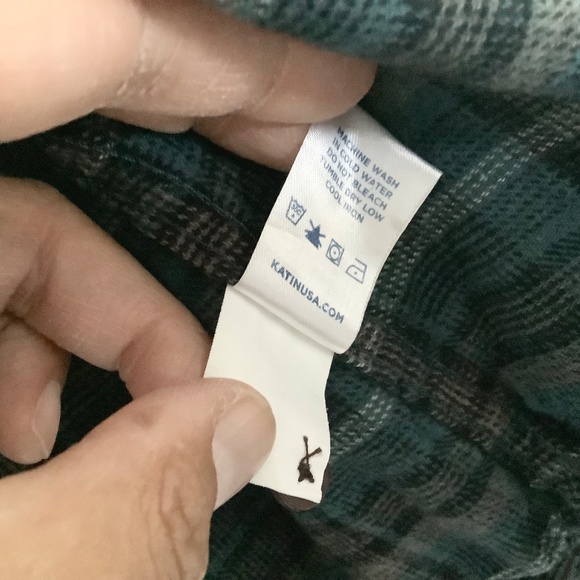 MACHINE WASH
IN COLD WATER
DO NOT BLEACH
TUMBLE DRY LOW
COOL IRON
KATINUSA.COM